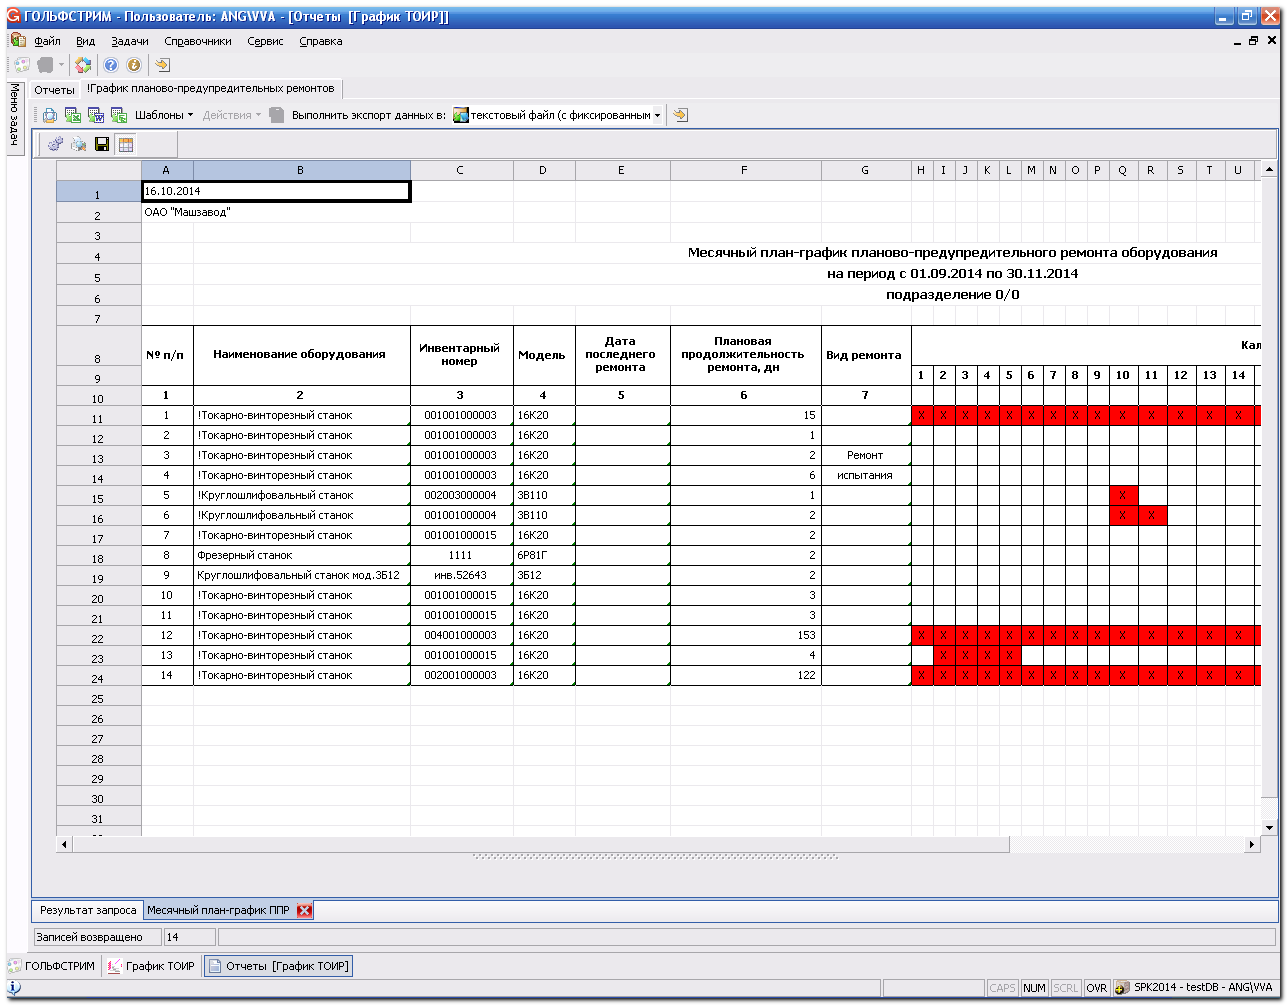 ГОЛЬФСТРИМ - Пользователь: ANG\VVA - [Отчеты [График ТОИР]]
Файл Вид Задачи Справочники Сервис Справка
Меню задач
Отчеты !График планово-предупредительных ремонтов
Шаблоны Действия Выполнить экспорт данных в: текстовый файл (с фиксированным
A B C D E F G H I J K L M N O P Q R S T U
1 16.10.2014
2 ОАО "Машзавод"
3
4 Месячный план-график планово-предупредительного ремонта оборудования
5 на период с 01.09.2014 по 30.11.2014
6 подразделение 0/0
7
8 № п/п Наименование оборудования Инвентарный номер Модель Дата последнего ремонта Плановая продолжительность ремонта, дн Вид ремонта Кал
9 1 2 3 4 5 6 7 8 9 10 11 12 13 14
10 1 2 3 4 5 6 7
11 1 !Токарно-винторезный станок 001001000003 16К20 15 X X X X X X X X X X X X X X
12 2 !Токарно-винторезный станок 001001000003 16К20 1
13 3 !Токарно-винторезный станок 001001000003 16К20 2 Ремонт
14 4 !Токарно-винторезный станок 001001000003 16К20 6 испытания
15 5 !Круглошлифовальный станок 002003000004 3В110 1 X
16 6 !Круглошлифовальный станок 001001000004 3В110 2 X X
17 7 !Токарно-винторезный станок 001001000015 16К20 2
18 8 Фрезерный станок 1111 6Р81Г 2
19 9 Круглошлифовальный станок мод.3Б12 инв.52643 3Б12 2
20 10 !Токарно-винторезный станок 001001000015 16К20 3
21 11 !Токарно-винторезный станок 001001000015 16К20 3
22 12 !Токарно-винторезный станок 004001000003 16К20 153 X X X X X X X X X X X X X X
23 13 !Токарно-винторезный станок 001001000015 16К20 4 X X X X
24 14 !Токарно-винторезный станок 002001000003 16К20 122 X X X X X X X X X X X X X X
25
26
27
28
29
30
31
Результат запроса Месячный план-график ППР
Записей возвращено 14
ГОЛЬФСТРИМ График ТОИР Отчеты [График ТОИР]
CAPS NUM SCRL OVR SPK2014 - testDB - ANG\VVA